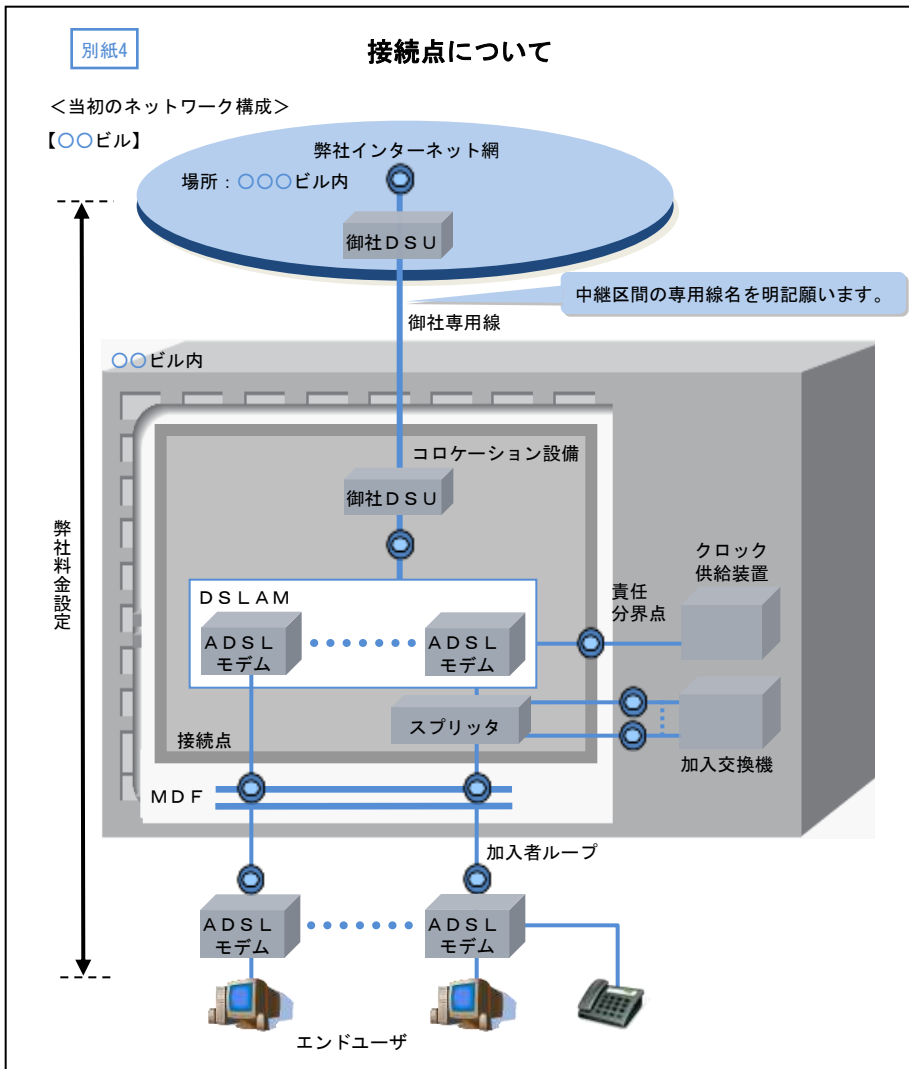 別紙4
接続点について
＜当初のネットワーク構成＞
【○○ビル】
弊社インターネット網
場所：○○○ビル内
御社ＤＳＵ
中継区間の専用線名を明記願います。
御社専用線
○○ビル内
コロケーション設備
御社ＤＳＵ
弊社料金設定
クロック
供給装置
ＤＳＬＡＭ
責任
分界点
ＡＤＳＬ
モデム
ＡＤＳＬ
モデム
スプリッタ
接続点
加入交換機
ＭＤＦ
加入者ループ
ＡＤＳＬ
モデム
ＡＤＳＬ
モデム
エンドユーザ